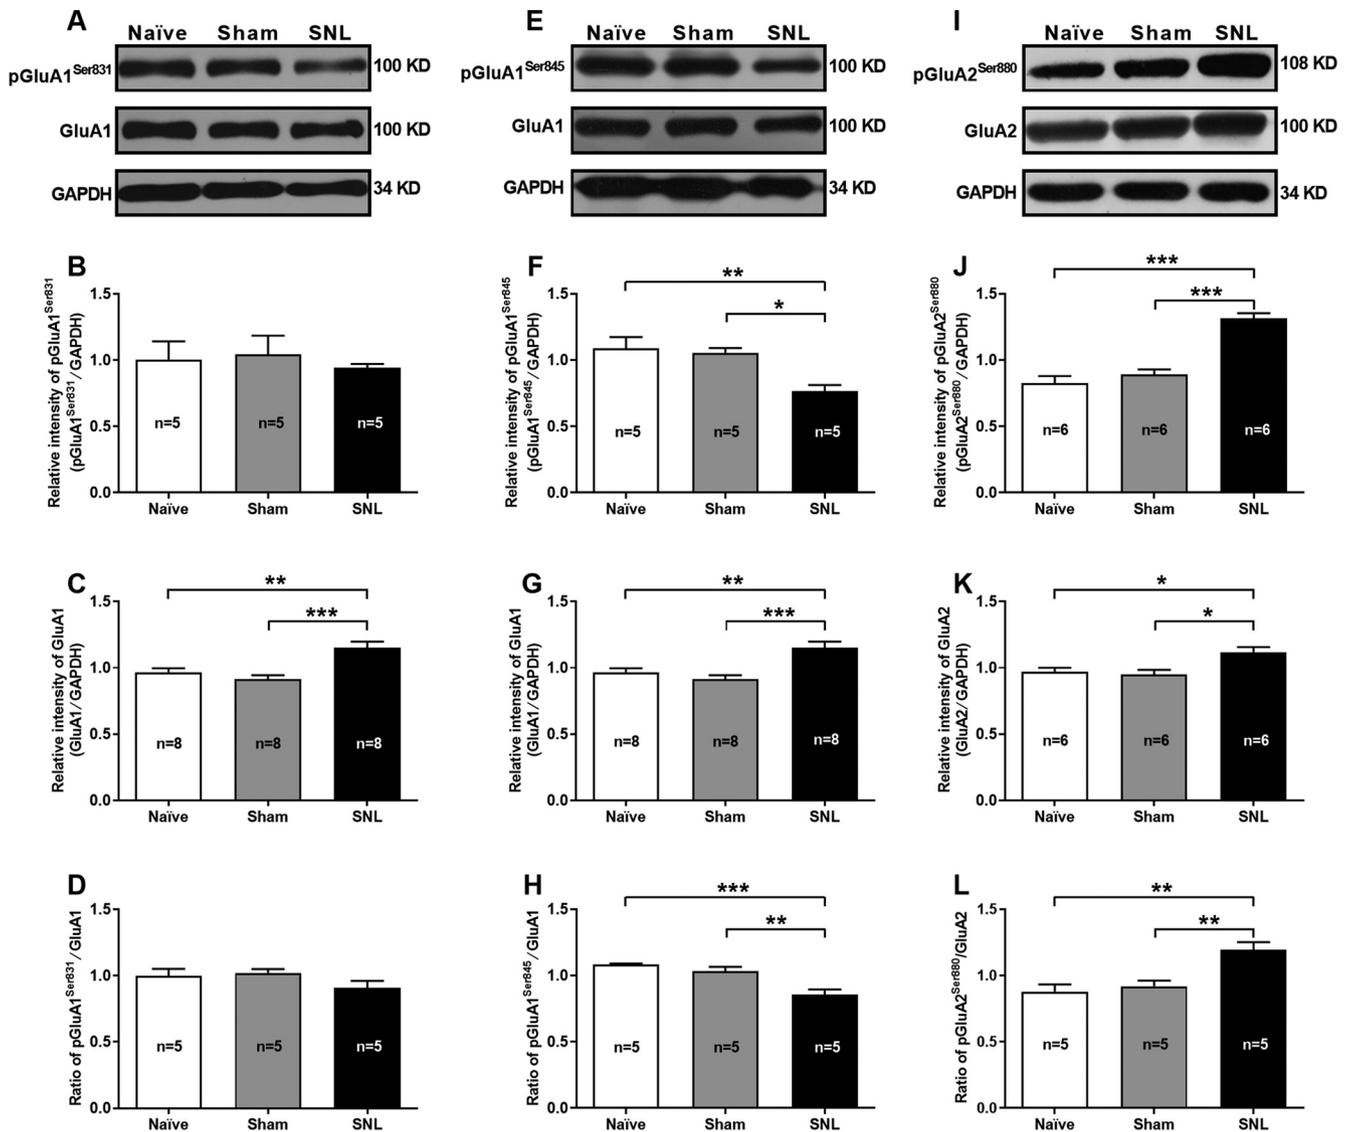 A
Naïve Sham SNL
pGluA1Ser831 100 KD
GluA1 100 KD
GAPDH 34 KD
E
Naïve Sham SNL
pGluA1Ser845 100 KD
GluA1 100 KD
GAPDH 34 KD
I
Naïve Sham SNL
pGluA2Ser880 108 KD
GluA2 100 KD
GAPDH 34 KD
B
Relative intensity of pGluA1Ser831
(pGluA1Ser831/GAPDH)
1.5
1.0
0.5
0.0
n=5 n=5 n=5
Naïve Sham SNL
F
Relative intensity of pGluA1Ser845
(pGluA1Ser845/GAPDH)
**
*
1.5
1.0
0.5
0.0
n=5 n=5 n=5
Naïve Sham SNL
J
Relative intensity of pGluA2Ser880
(pGluA2Ser880/GAPDH)
***
***
1.5
1.0
0.5
0.0
n=6 n=6 n=6
Naïve Sham SNL
C
Relative intensity of GluA1
(GluA1/GAPDH)
**
***
1.5
1.0
0.5
0.0
n=8 n=8 n=8
Naïve Sham SNL
G
Relative intensity of GluA1
(GluA1/GAPDH)
**
***
1.5
1.0
0.5
0.0
n=8 n=8 n=8
Naïve Sham SNL
K
Relative intensity of GluA2
(GluA2/GAPDH)
*
*
1.5
1.0
0.5
0.0
n=6 n=6 n=6
Naïve Sham SNL
D
Ratio of pGluA1Ser831/GluA1
1.5
1.0
0.5
0.0
n=5 n=5 n=5
Naïve Sham SNL
H
Ratio of pGluA1Ser845/GluA1
***
**
1.5
1.0
0.5
0.0
n=5 n=5 n=5
Naïve Sham SNL
L
Ratio of pGluA2Ser880/GluA2
**
**
1.5
1.0
0.5
0.0
n=5 n=5 n=5
Naïve Sham SNL